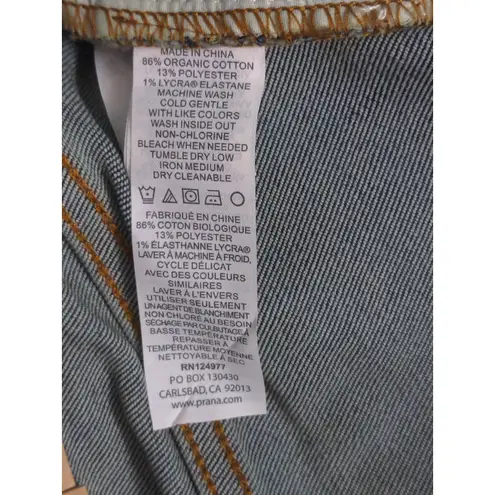 MADE IN CHINA
86% ORGANIC COTTON
13% POLYESTER
1% LYCRA® ELASTANE
MACHINE WASH
COLD GENTLE
WITH LIKE COLORS
WASH INSIDE OUT
NON-CHLORINE
BLEACH WHEN NEEDED
TUMBLE DRY LOW
IRON MEDIUM
DRY CLEANABLE
FABRIQUÉ EN CHINE
86% COTON BIOLOGIQUE
13% POLYESTER
1% ÉLASTHANNE LYCRA®
LAVER À MACHINE À FROID,
CYCLE DÉLICAT
AVEC DES COULEURS
SIMILAIRES
LAVER À L'ENVERS
UTILISER SEULEMENT
UN AGENT DE BLANCHIMENT
NON CHLORÉ AU BESOIN
SÉCHAGE PAR CULBUTAGE À
BASSE TEMPÉRATURE
REPASSER À
TEMPÉRATURE MOYENNE
NETTOYABLE À SEC
RN124977
PO BOX 130430
CARLSBAD, CA 92013
www.prana.com